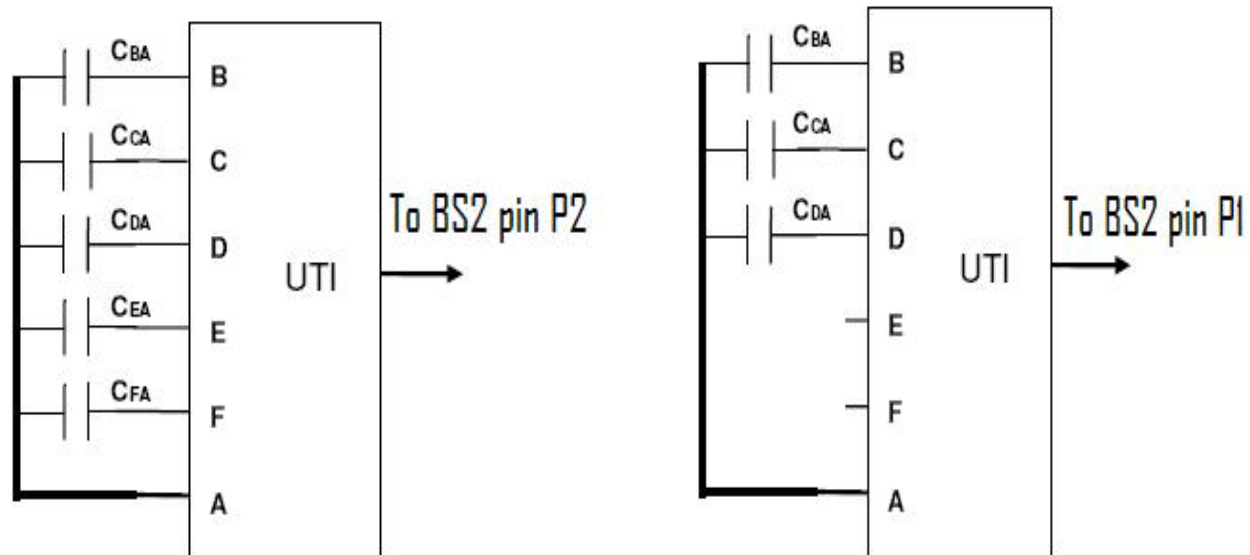 CBA
B
CCA
C
CDA
D
CEA
E
CFA
F
A
UTI
To BS2 pin P2
CBA
B
CCA
C
CDA
D
E
F
A
UTI
To BS2 pin P1